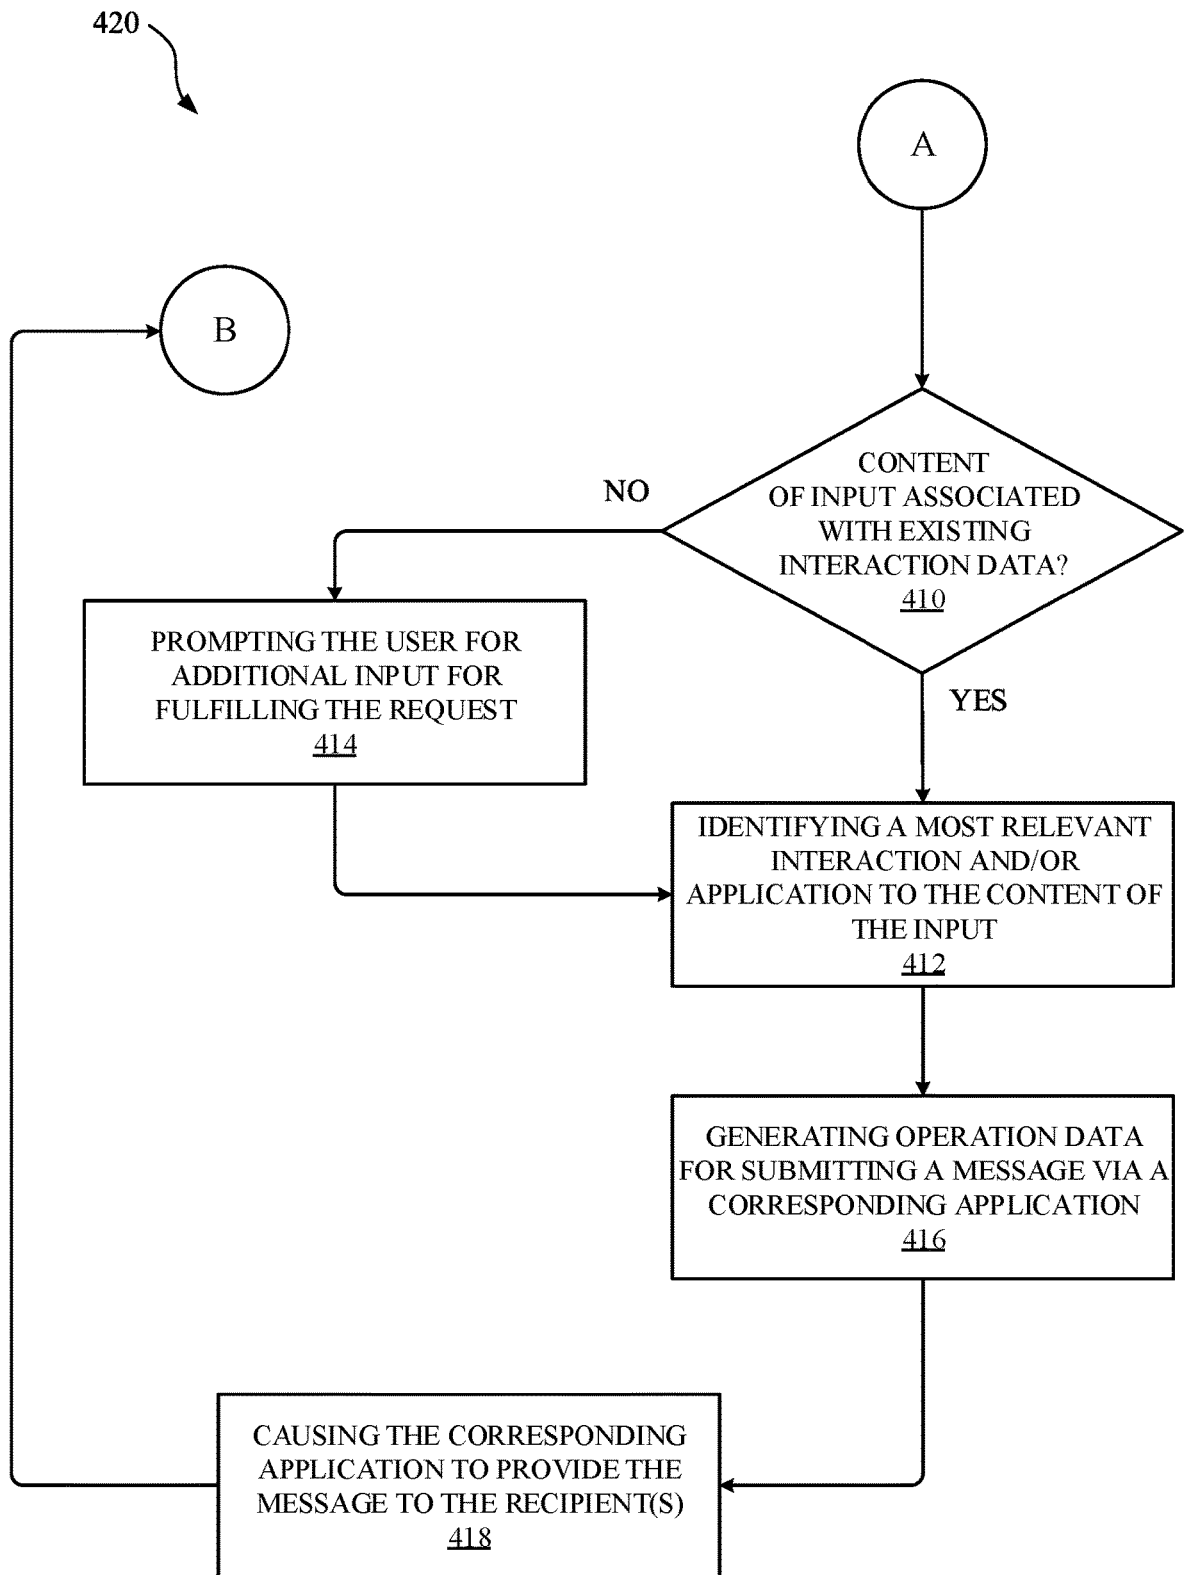 420
A
B
CONTENT
OF INPUT ASSOCIATED
WITH EXISTING
INTERACTION DATA?
410
NO
YES
PROMPTING THE USER FOR
ADDITIONAL INPUT FOR
FULFILLING THE REQUEST
414
IDENTIFYING A MOST RELEVANT
INTERACTION AND/OR
APPLICATION TO THE CONTENT OF
THE INPUT
412
GENERATING OPERATION DATA
FOR SUBMITTING A MESSAGE VIA A
CORRESPONDING APPLICATION
416
CAUSING THE CORRESPONDING
APPLICATION TO PROVIDE THE
MESSAGE TO THE RECIPIENT(S)
418